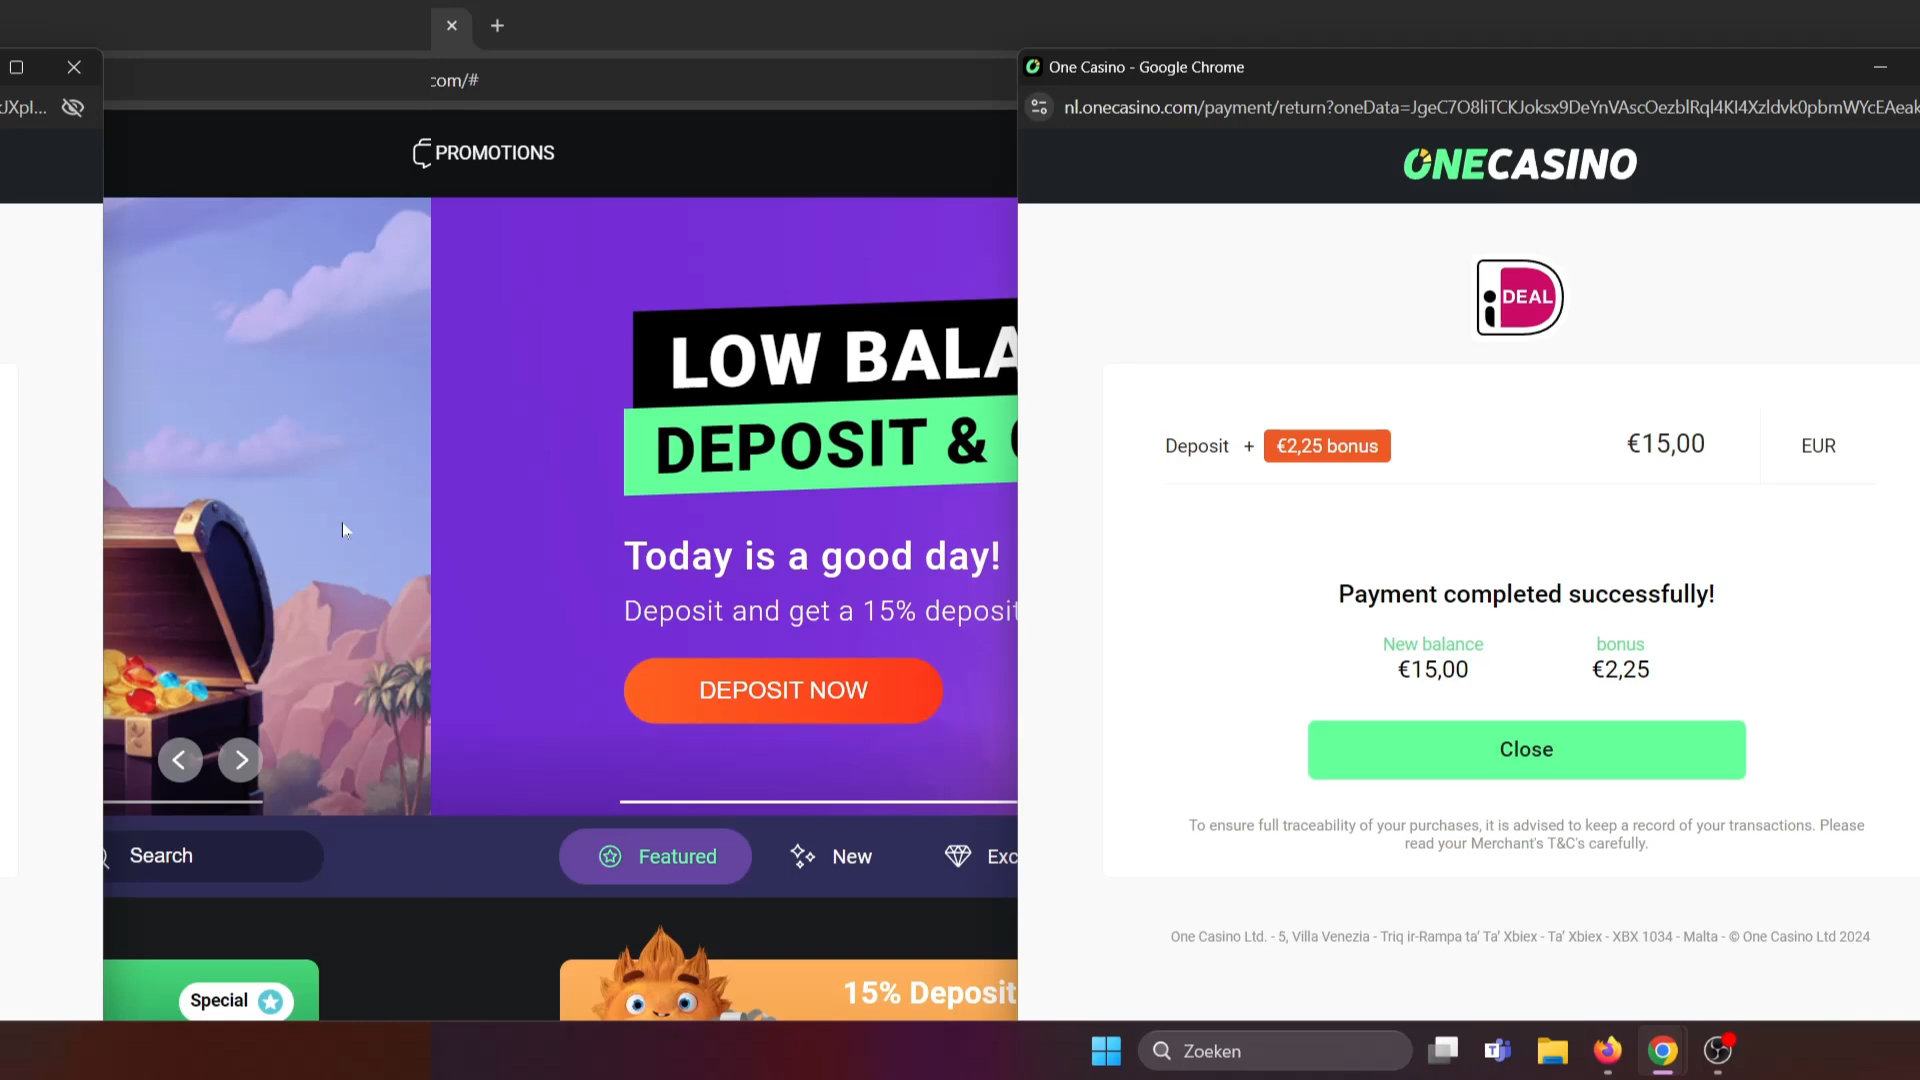 :com/#
One Casino - Google Chrome
JXpI...
nl.onecasino.com/payment/return?oneData=
PROMOTIONS
ONECASINO
iDEAL
LOW BALA
DEPOSIT &
Today is a good day!
Deposit and get a 15% deposit
DEPOSIT NOW
Search
Featured
New
Exc
Special
15% Deposit
Deposit + €2,25 bonus €15,00 EUR
Payment completed successfully!
New balance bonus
€15,00 €2,25
Close
To ensure full traceability of your purchases, it is advised to keep a record of your transactions. Please
read your Merchant's T&C's carefully.
One Casino Ltd. - 5, Villa Venezia - Triq ir-Rampa ta' Ta' Xbiex - Ta' Xbiex - XBX 1034 - Malta - © One Casino Ltd 2024
Zoeken